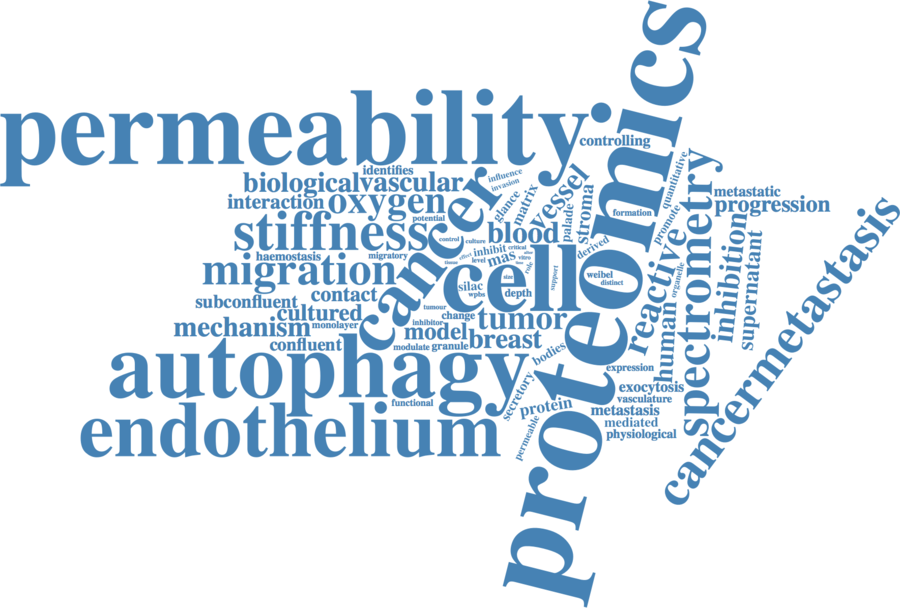 permeability
proteomics
controlling
identifies
biological
vascular
influence
invasion
interaction
oxygen
potential
cancer
glance
matrix
vessel
palade
stroma
formation
quantitative
promote
spectrometry
metastatic
progression
stiffness
control
culture
blood
critical
derived
haemostasis
migratory
effect
inhibit
level
mas
vitro
role
migration
cell
silac
wpbs
size
depth
support
weibel
distinct
organelle
reactive
human
inhibition
supernatant
cancermetastasis
contact
subconfluent
cultured
tumour
change
tumor
mechanism
monolayer
inhibitor
model
breast
confluent
modulate
granule
bodies
autophagy
expression
functional
secretory
protein
permeable
exocytosis
vasculature
metastasis
mediated
physiological
endothelium